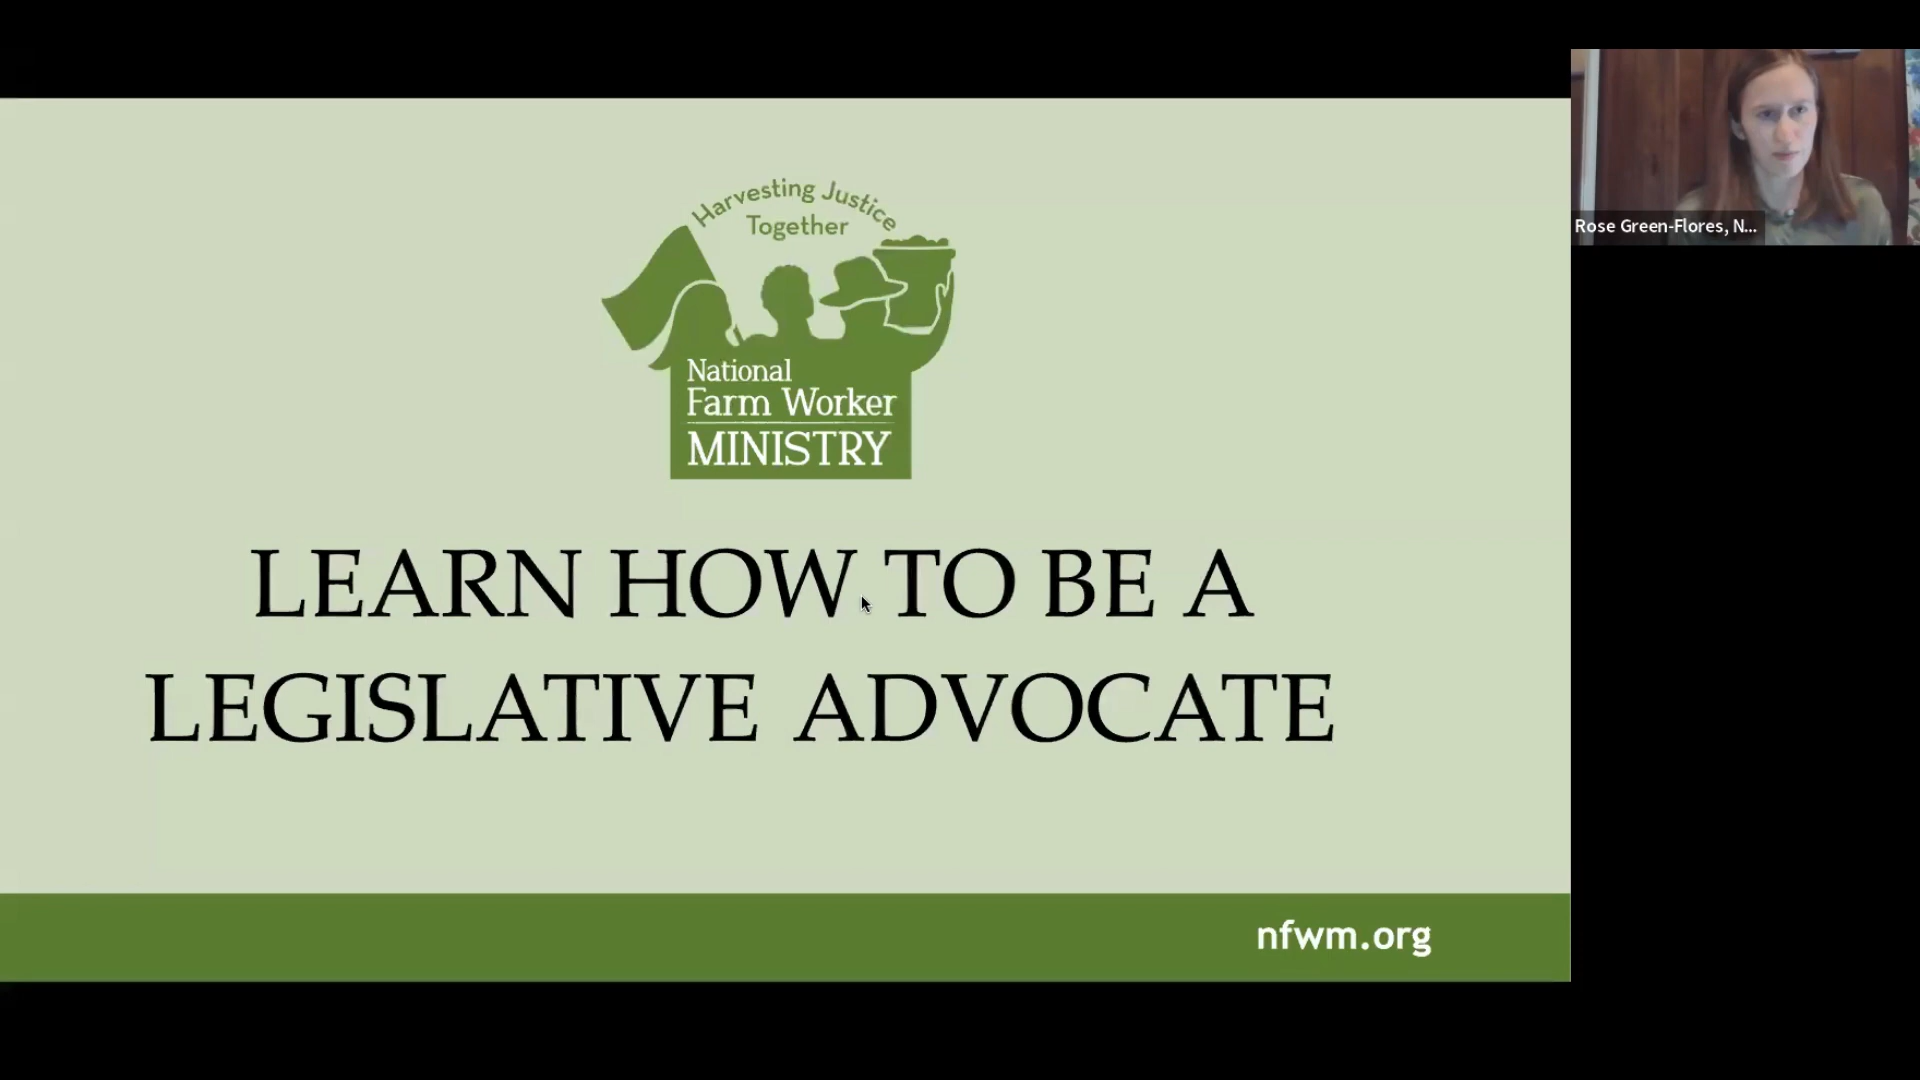 Harvesting Justice
Together
National
Farm Worker
MINISTRY
LEARN HOW TO BE A
LEGISLATIVE ADVOCATE
nfwm.org
Rose Green-Flores, N...